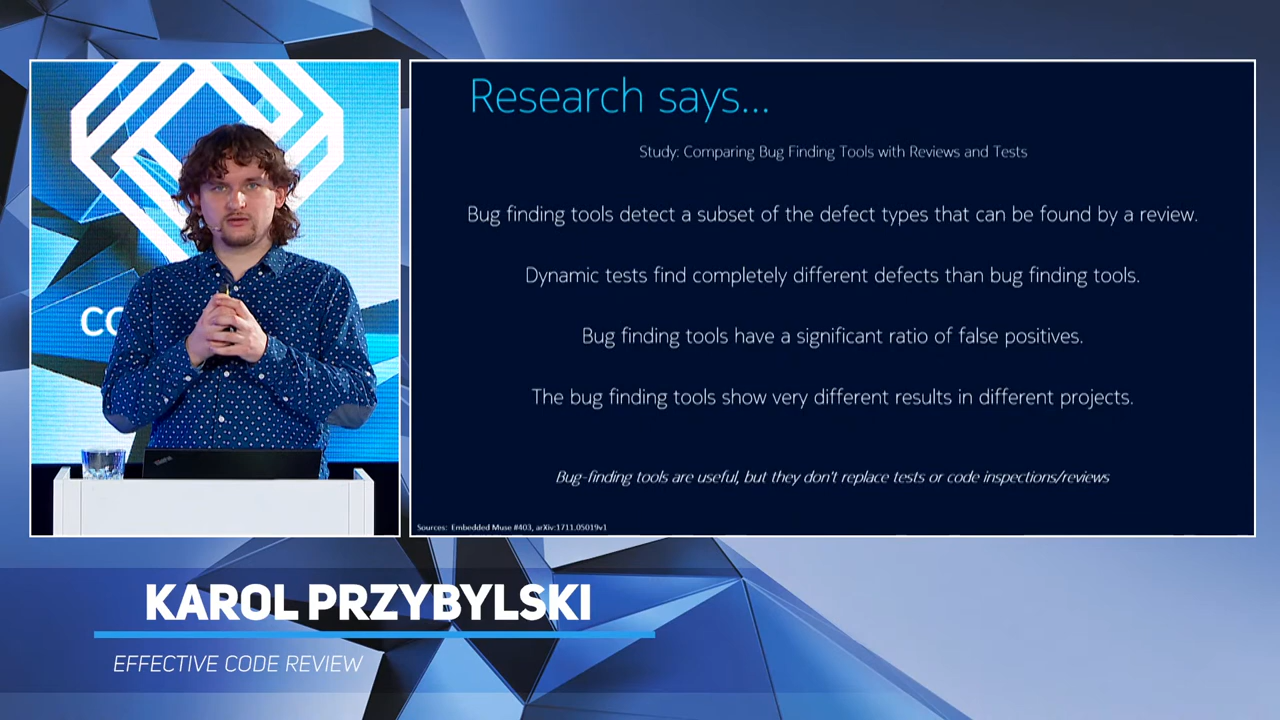 Research says...
Study: Comparing Bug Finding Tools with Reviews and Tests
Bug finding tools detect a subset of the defect types that can be found by a review.
Dynamic tests find completely different defects than bug finding tools.
Bug finding tools have a significant ratio of false positives.
The bug finding tools show very different results in different projects.
Bug-finding tools are useful, but they don't replace tests or code inspections/reviews
Sources: Embedded Muse #403, arXiv:1711.05019v1
CO
KAROL PRZYBYLSKI
EFFECTIVE CODE REVIEW